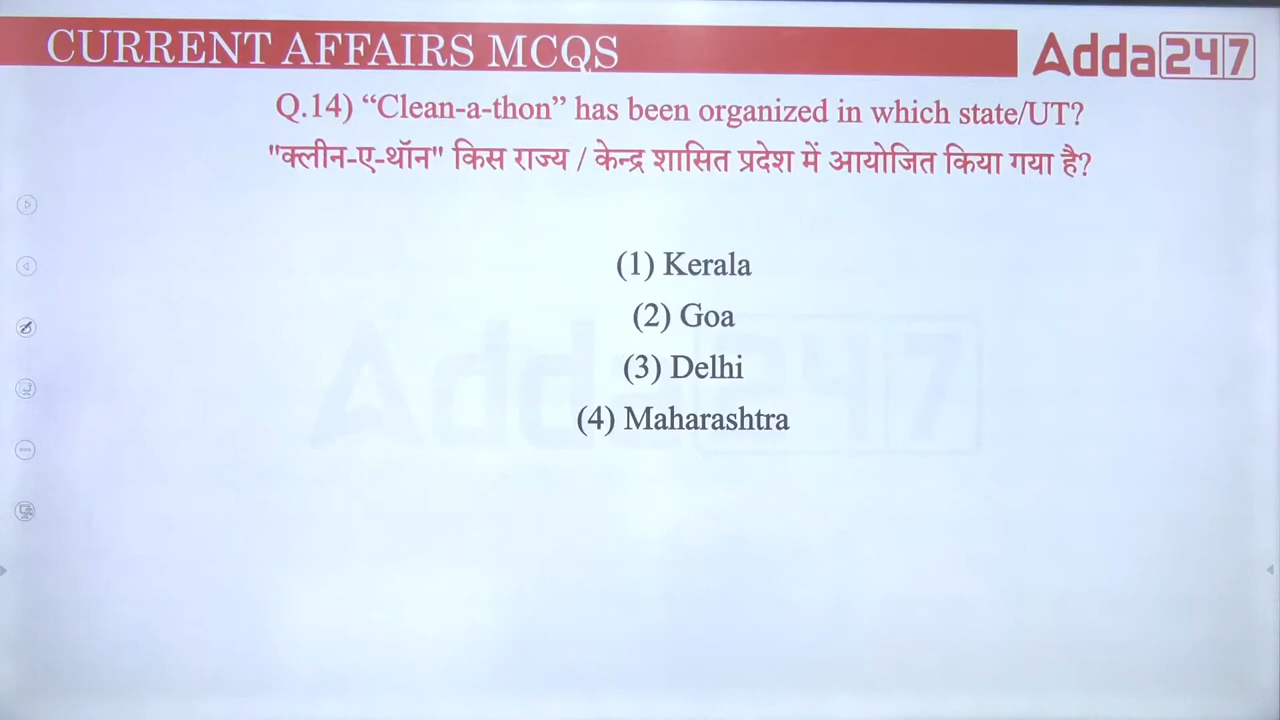 CURRENT AFFAIRS MCQS
Adda247
Q.14) “Clean-a-thon” has been organized in which state/UT?
"क्लीन-ए-थॉन" किस राज्य / केन्द्र शासित प्रदेश में आयोजित किया गया है?
(1) Kerala
(2) Goa
(3) Delhi
(4) Maharashtra
Adda247